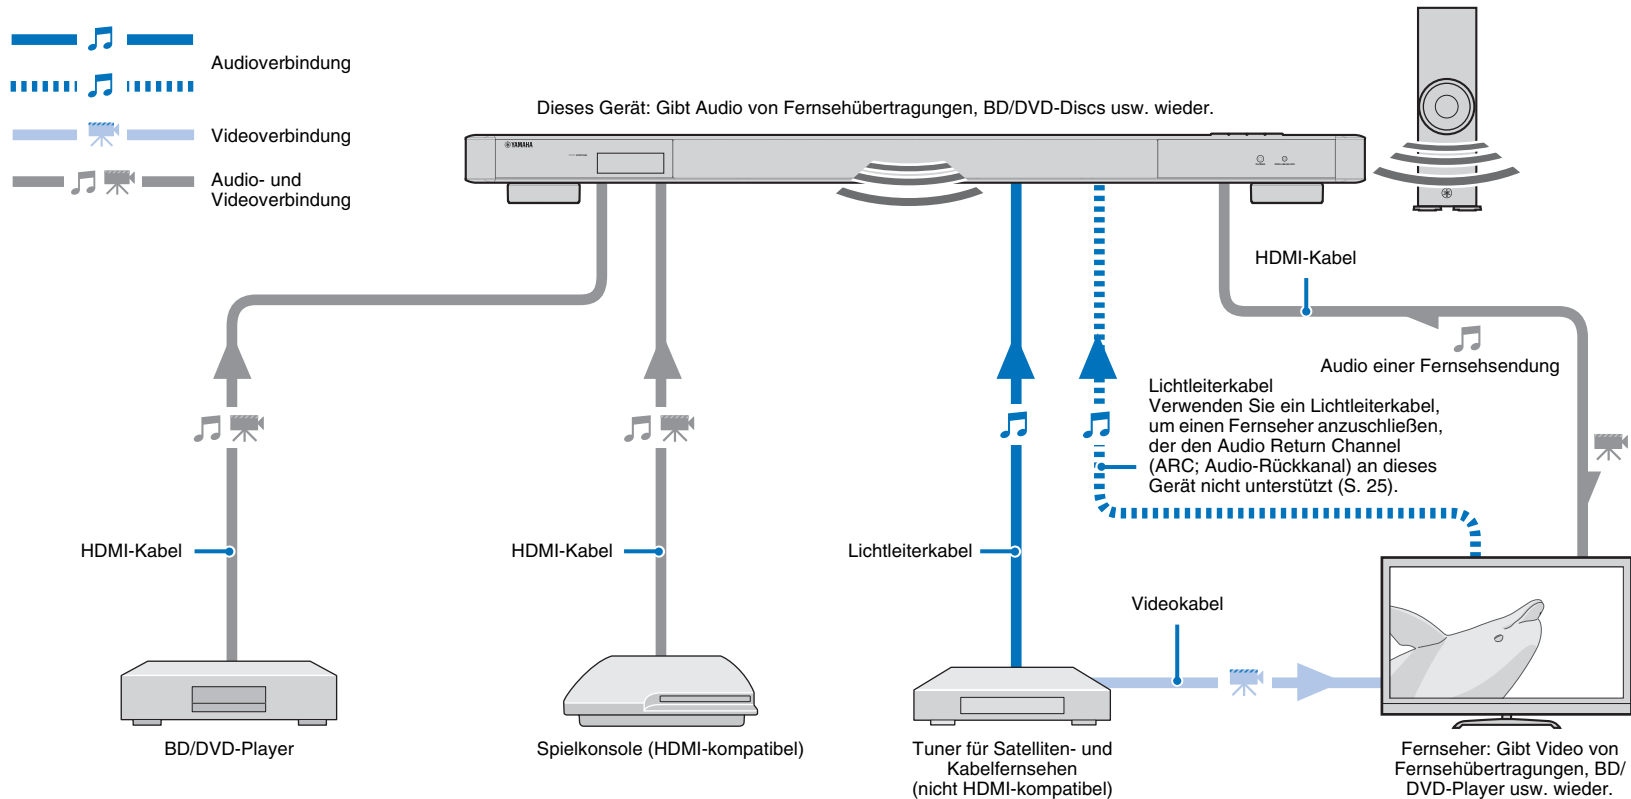 Audioverbindung
Videoverbindung
Audio- und
Videoverbindung
Dieses Gerät: Gibt Audio von Fernsehübertragungen, BD/DVD-Discs usw. wieder.
YAMAHA
HDMI-Kabel
Audio einer Fernsehsendung
Lichtleiterkabel
Verwenden Sie ein Lichtleiterkabel,
um einen Fernseher anzuschließen,
der den Audio Return Channel
(ARC; Audio-Rückkanal) an dieses
Gerät nicht unterstützt (S. 25).
HDMI-Kabel
HDMI-Kabel
Lichtleiterkabel
Videokabel
BD/DVD-Player
Spielkonsole (HDMI-kompatibel)
Tuner für Satelliten- und
Kabelfernsehen
(nicht HDMI-kompatibel)
Fernseher: Gibt Video von
Fernsehübertragungen, BD/
DVD-Player usw. wieder.